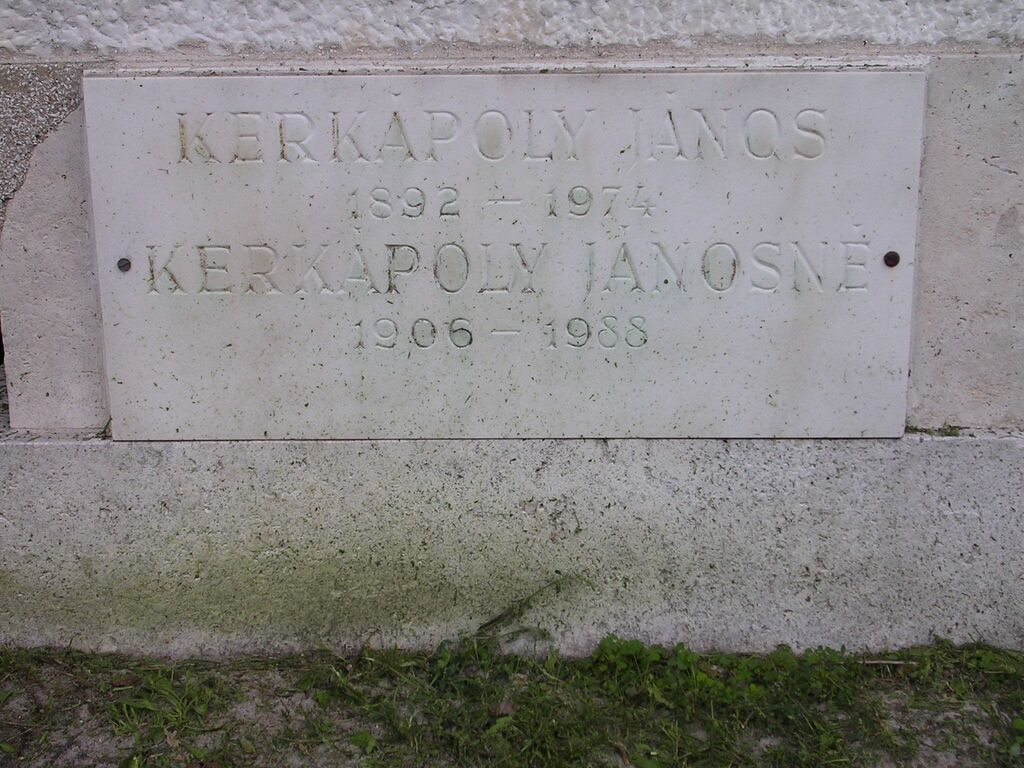 KERKÁPOLY JÁNOS
1892 – 1974
KERKÁPOLY JÁNOSNÉ
1906 – 1988